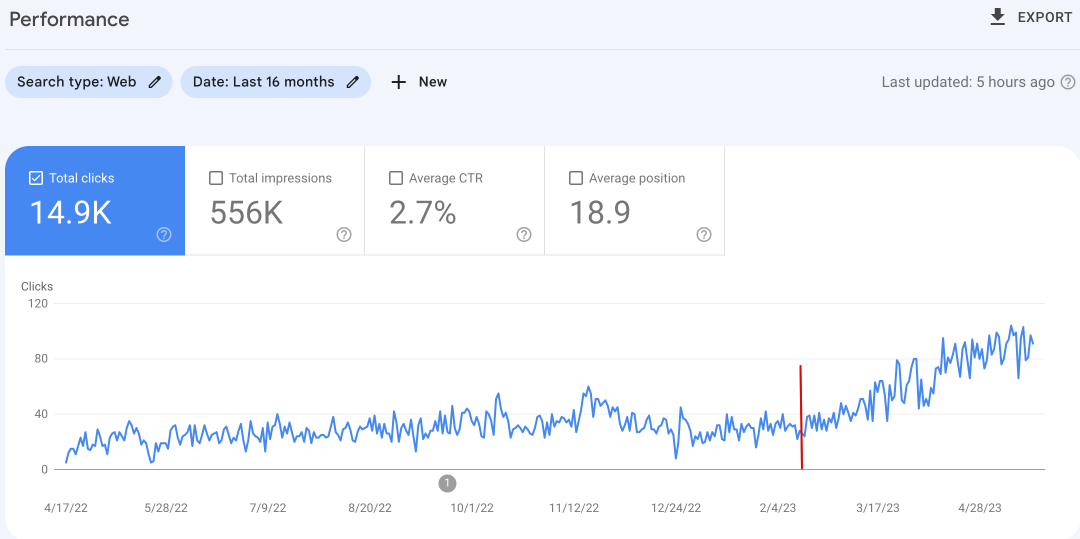 Performance
EXPORT
Search type: Web
Date: Last 16 months
New
Last updated: 5 hours ago
Total clicks
14.9K
Total impressions
556K
Average CTR
2.7%
Average position
18.9
Clicks
120
80
40
0
1
4/17/22 5/28/22 7/9/22 8/20/22 10/1/22 11/12/22 12/24/22 2/4/23 3/17/23 4/28/23